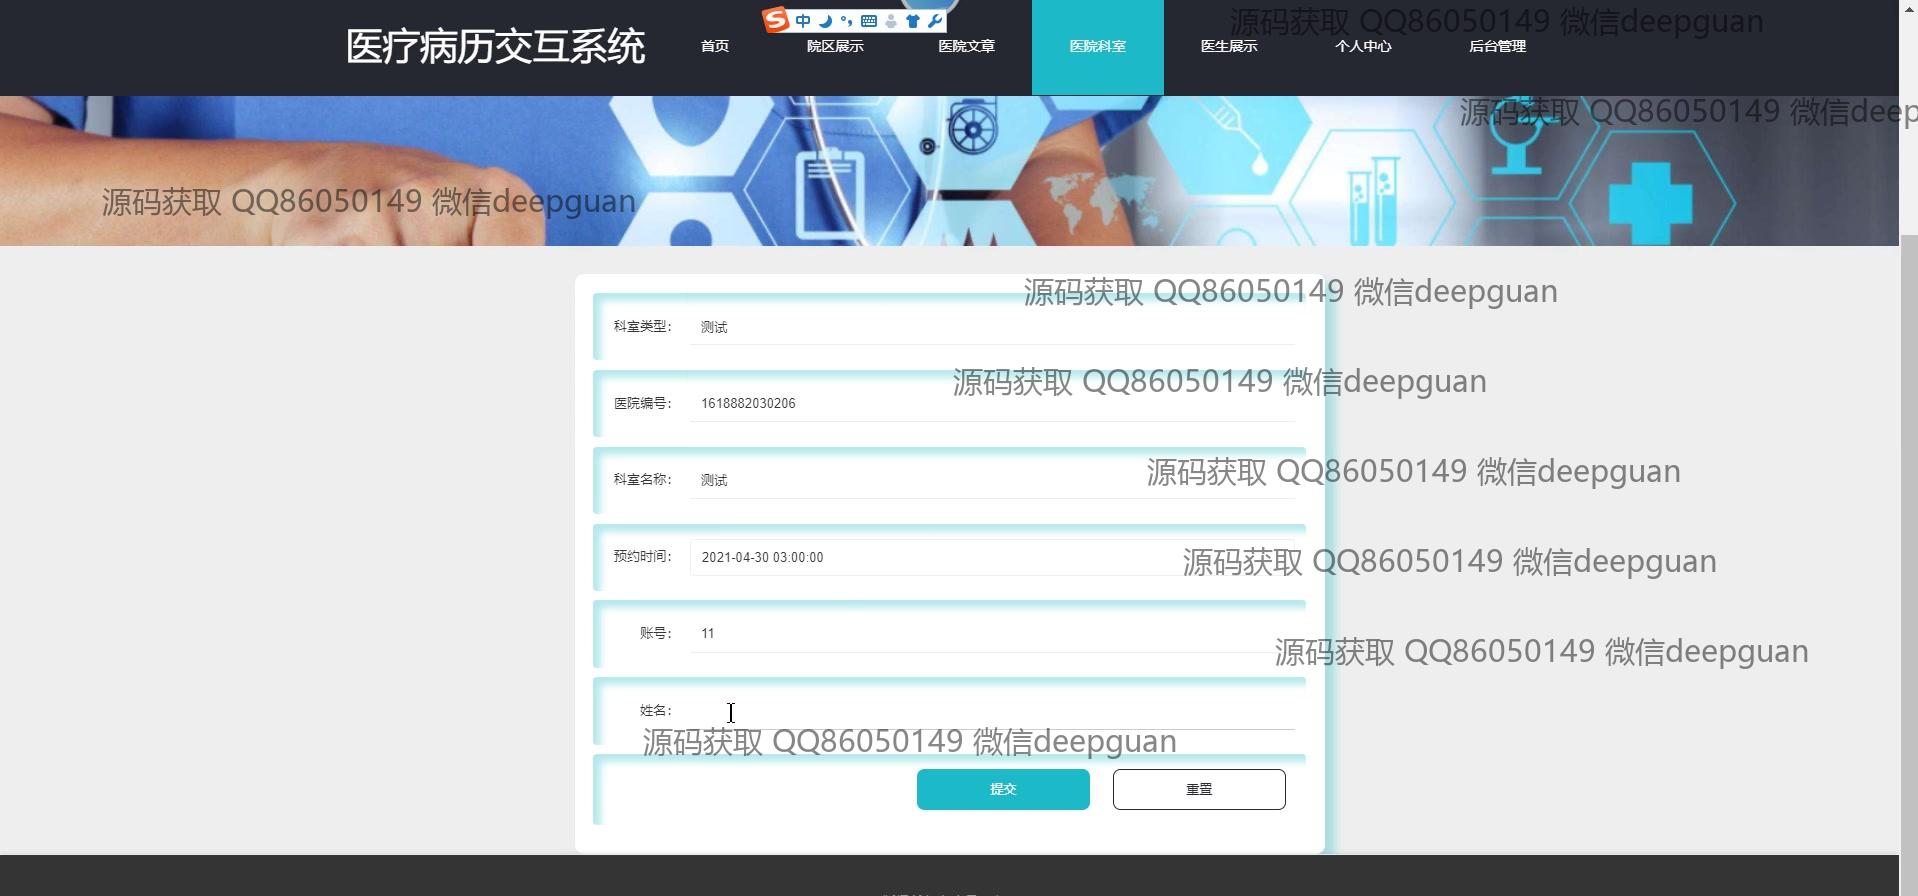 医疗病历交互系统
首页
院区展示
医院文章
医院科室
医生展示
个人中心
后台管理
中
源码获取 QQ86050149 微信deepguan
源码获取 QQ86050149 微信deep
源码获取 QQ86050149 微信deepguan
源码获取 QQ86050149 微信deepguan
科室类型： 测试
源码获取 QQ86050149 微信deepguan
医院编号： 1618882030206
源码获取 QQ86050149 微信deepguan
科室名称： 测试
源码获取 QQ86050149 微信deepguan
预约时间： 2021-04-30 03:00:00
账号： 11
源码获取 QQ86050149 微信deepguan
姓名：
源码获取 QQ86050149 微信deepguan
提交
重置